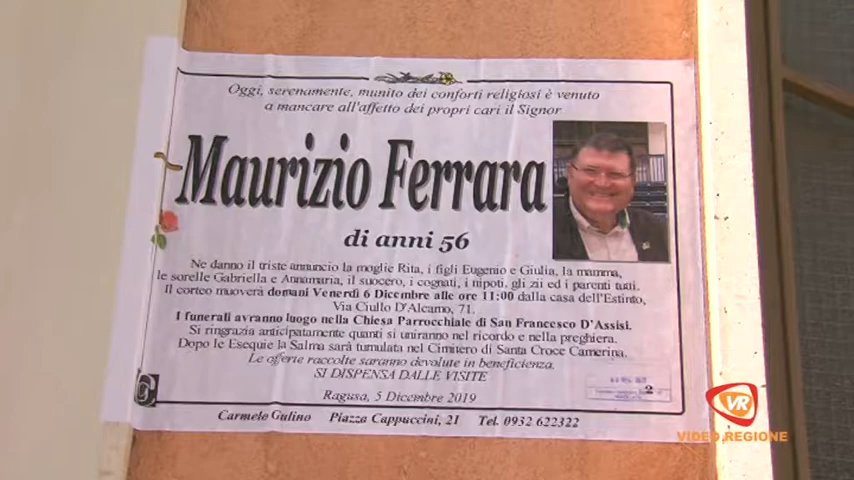 Oggi, serenamente, munito dei conforti religiosi è venuto
a mancare all'affetto dei propri cari il Signor
Maurizio Ferrara
di anni 56
Ne danno il triste annuncio la moglie Rita, i figli Eugenio e Giulia, la mamma,
le sorelle Gabriella e Annamaria, il suocero, i cognati, i nipoti, gli zii ed i parenti tutti.
Il corteo muoverà domani Venerdì 6 Dicembre alle ore 11:00 dalla casa dell'Estinto,
Via Ciullo D'Alcamo, 71.
I funerali avranno luogo nella Chiesa Parrocchiale di San Francesco D'Assisi.
Si ringrazia anticipatamente quanti si uniranno nel ricordo e nella preghiera.
Dopo le Esequie la Salma sarà tumulata nel Cimitero di Santa Croce Camerina.
Le offerte raccolte saranno devolute in beneficienza.
SI DISPENSA DALLE VISITE
Ragusa, 5 Dicembre 2019
Carmelo Gulino Piazza Cappuccini, 21 Tel. 0932 622322
VR
VIDEO REGIONE